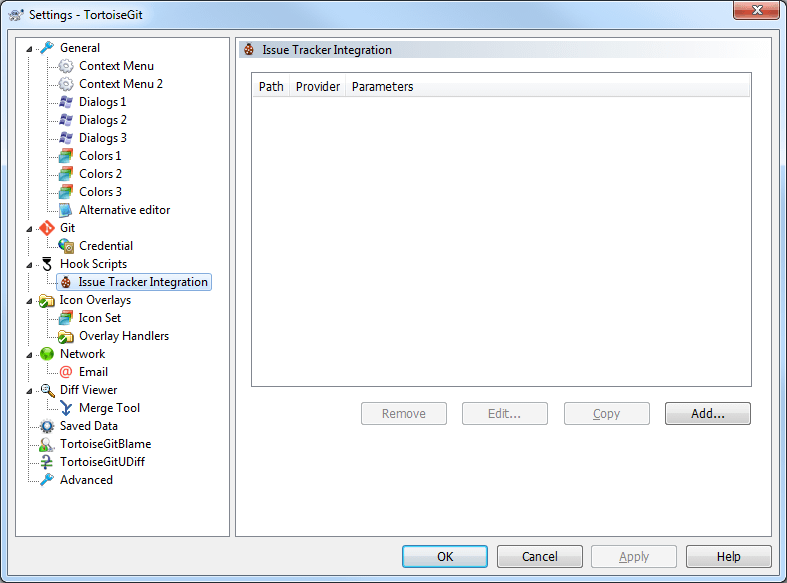 Settings - TortoiseGit
General
Context Menu
Context Menu 2
Dialogs 1
Dialogs 2
Dialogs 3
Colors 1
Colors 2
Colors 3
Alternative editor
Git
Credential
Hook Scripts
Issue Tracker Integration
Icon Overlays
Icon Set
Overlay Handlers
Network
Email
Diff Viewer
Merge Tool
Saved Data
TortoiseGitBlame
TortoiseGitUDiff
Advanced
Issue Tracker Integration
Path Provider Parameters
Remove Edit... Copy Add...
OK Cancel Apply Help